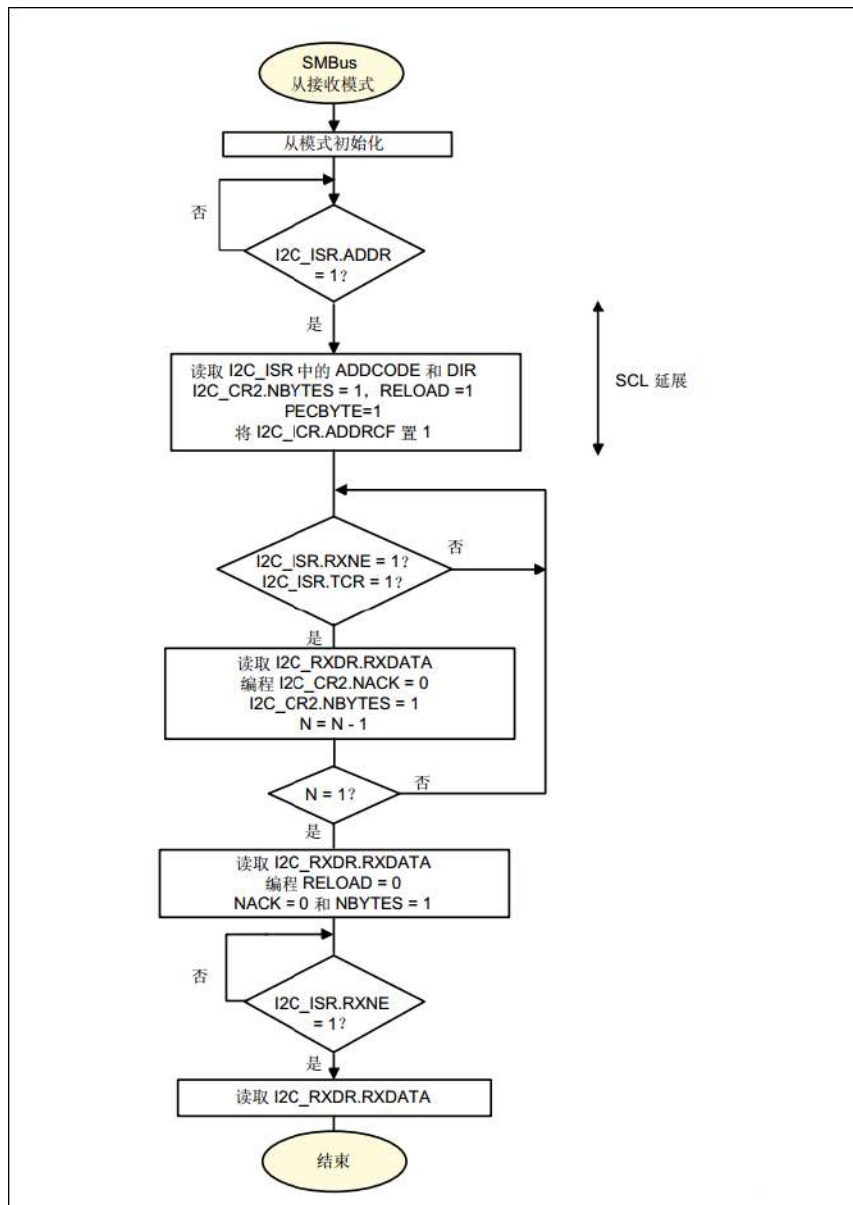 SMBus
从接收模式
从模式初始化
否
I2C_ISR.ADDR
= 1?
是
读取 I2C_ISR 中的 ADDCODE 和 DIR
I2C_CR2.NBYTES = 1, RELOAD =1
PECBYTE=1
将 I2C_ICR.ADDRCF 置 1
SCL 延展
I2C_ISR.RXNE = 1?
I2C_ISR.TCR = 1?
否
是
读取 I2C_RXDR.RXDATA
编程 I2C_CR2.NACK = 0
I2C_CR2.NBYTES = 1
N = N - 1
N = 1?
否
是
读取 I2C_RXDR.RXDATA
编程 RELOAD = 0
NACK = 0 和 NBYTES = 1
否
I2C_ISR.RXNE
= 1?
是
读取 I2C_RXDR.RXDATA
结束